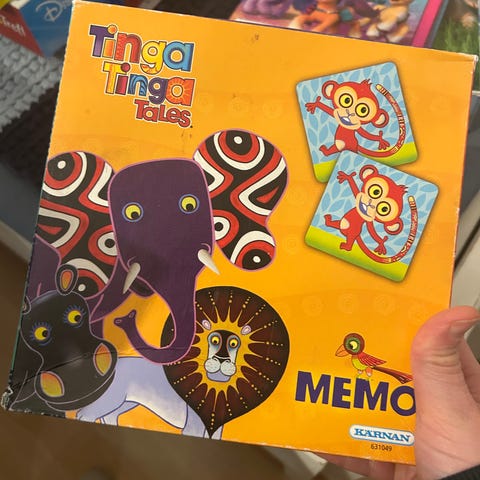 Tinga
Tinga
Tales
MEMO
KÄRNAN
631049